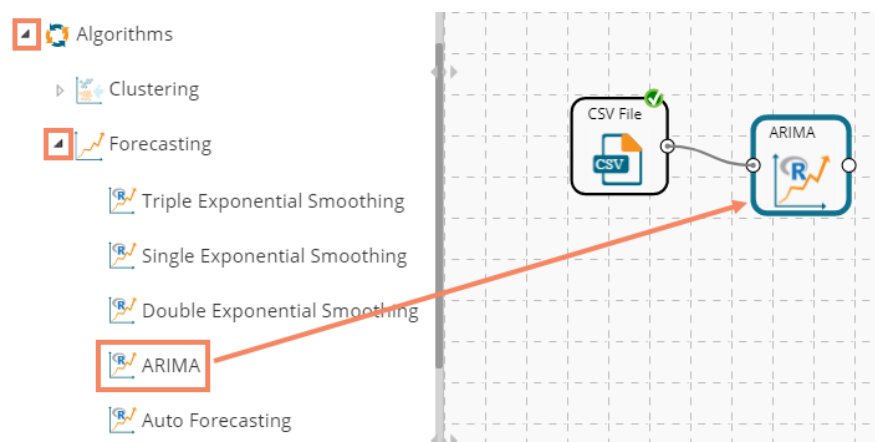 Algorithms
Clustering
Forecasting
R Triple Exponential Smoothing
R Single Exponential Smoothing
R Double Exponential Smoothing
R ARIMA
R Auto Forecasting
CSV File
CSV
ARIMA
R